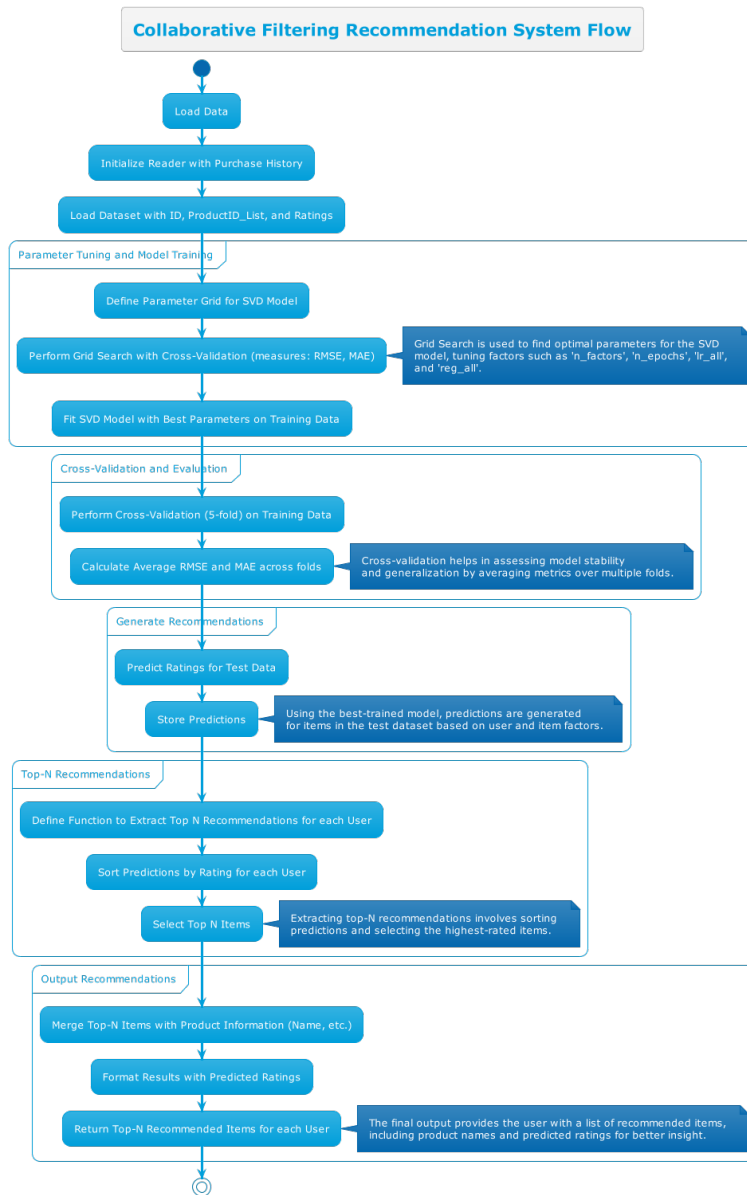 Collaborative Filtering Recommendation System Flow
Load Data
Initialize Reader with Purchase History
Load Dataset with ID, ProductID_List, and Ratings
Parameter Tuning and Model Training
Define Parameter Grid for SVD Model
Perform Grid Search with Cross-Validation (measures: RMSE, MAE)
Grid Search is used to find optimal parameters for the SVD
model, tuning factors such as 'n_factors', 'n_epochs', 'lr_all',
and 'reg_all'.
Fit SVD Model with Best Parameters on Training Data
Cross-Validation and Evaluation
Perform Cross-Validation (5-fold) on Training Data
Calculate Average RMSE and MAE across folds
Cross-validation helps in assessing model stability
and generalization by averaging metrics over multiple folds.
Generate Recommendations
Predict Ratings for Test Data
Store Predictions
Using the best-trained model, predictions are generated
for items in the test dataset based on user and item factors.
Top-N Recommendations
Define Function to Extract Top N Recommendations for each User
Sort Predictions by Rating for each User
Select Top N Items
Extracting top-N recommendations involves sorting
predictions and selecting the highest-rated items.
Output Recommendations
Merge Top-N Items with Product Information (Name, etc.)
Format Results with Predicted Ratings
Return Top-N Recommended Items for each User
The final output provides the user with a list of recommended items,
including product names and predicted ratings for better insight.